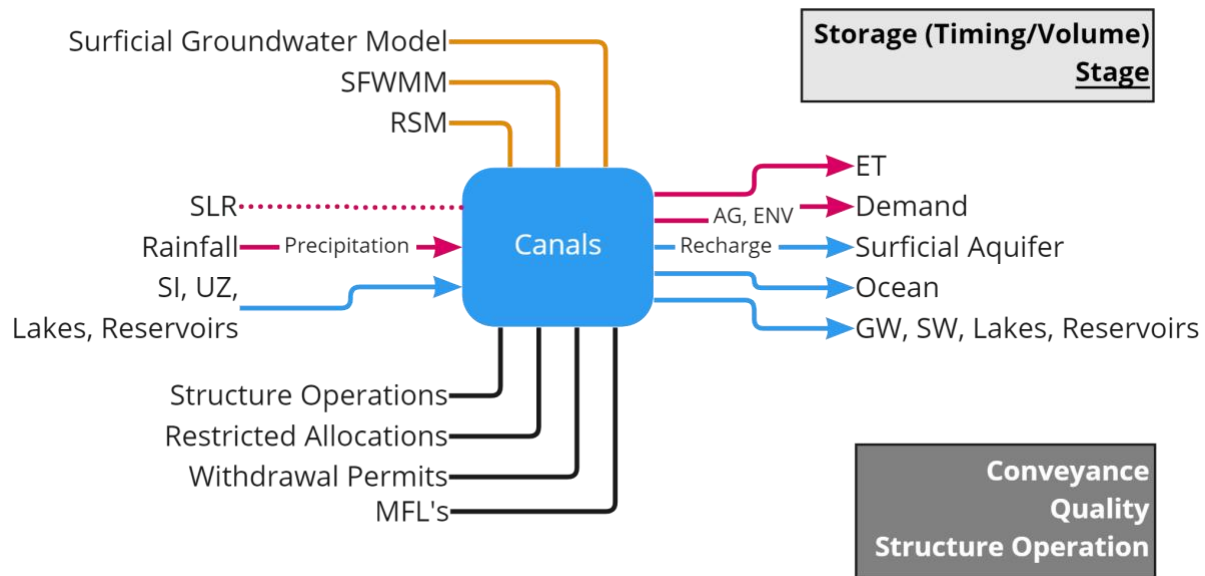 Surficial Groundwater Model
SFWMM
RSM
Storage (Timing/Volume)
Stage
SLR
Rainfall
Precipitation
SI, UZ,
Lakes, Reservoirs
Canals
ET
AG, ENV
Demand
Recharge
Surficial Aquifer
Ocean
GW, SW, Lakes, Reservoirs
Structure Operations
Restricted Allocations
Withdrawal Permits
MFL's
Conveyance
Quality
Structure Operation